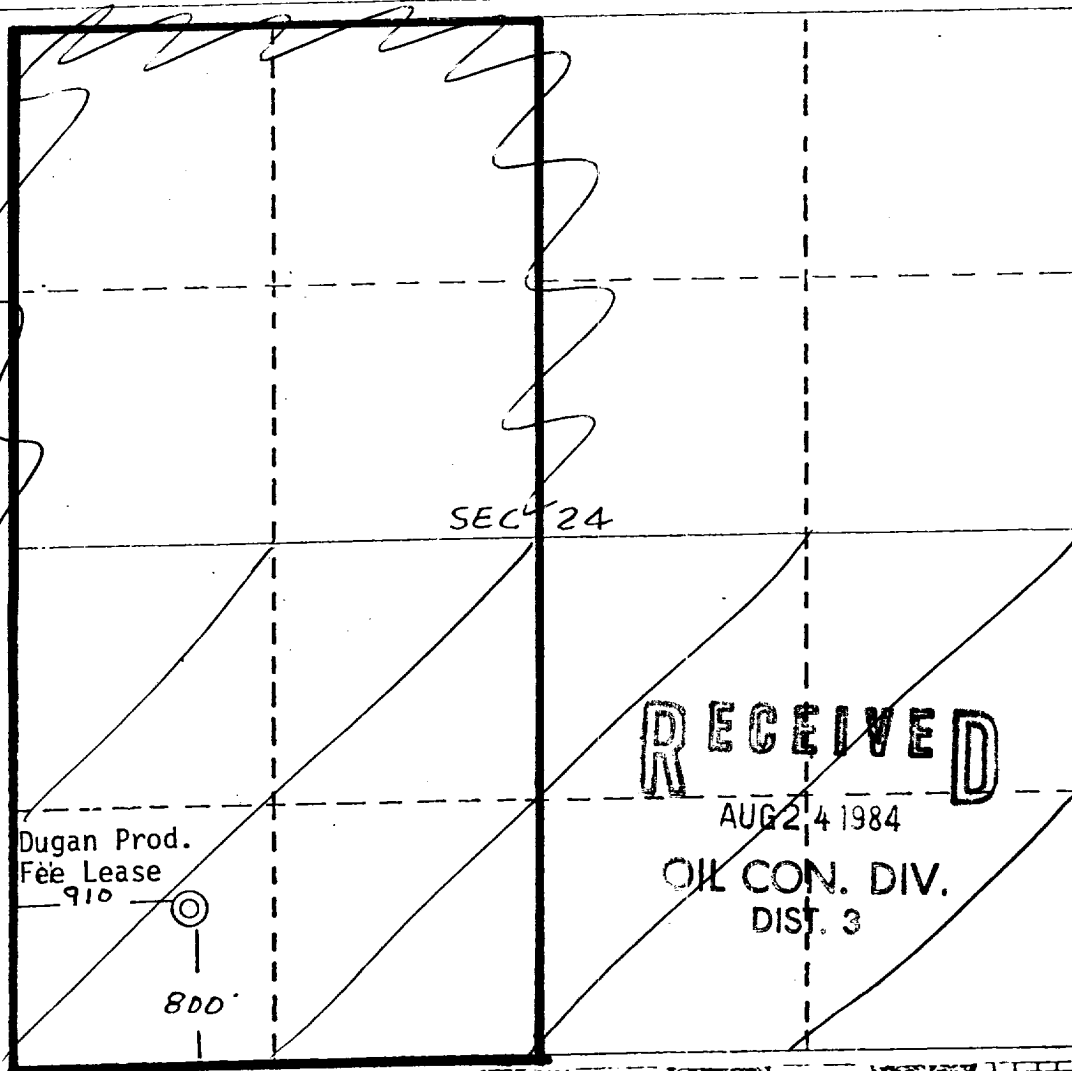 SEC 24
Dugan Prod.
Fee Lease
910
800'
RECEIVED
AUG 24 1984
OIL CON. DIV.
DIST. 3